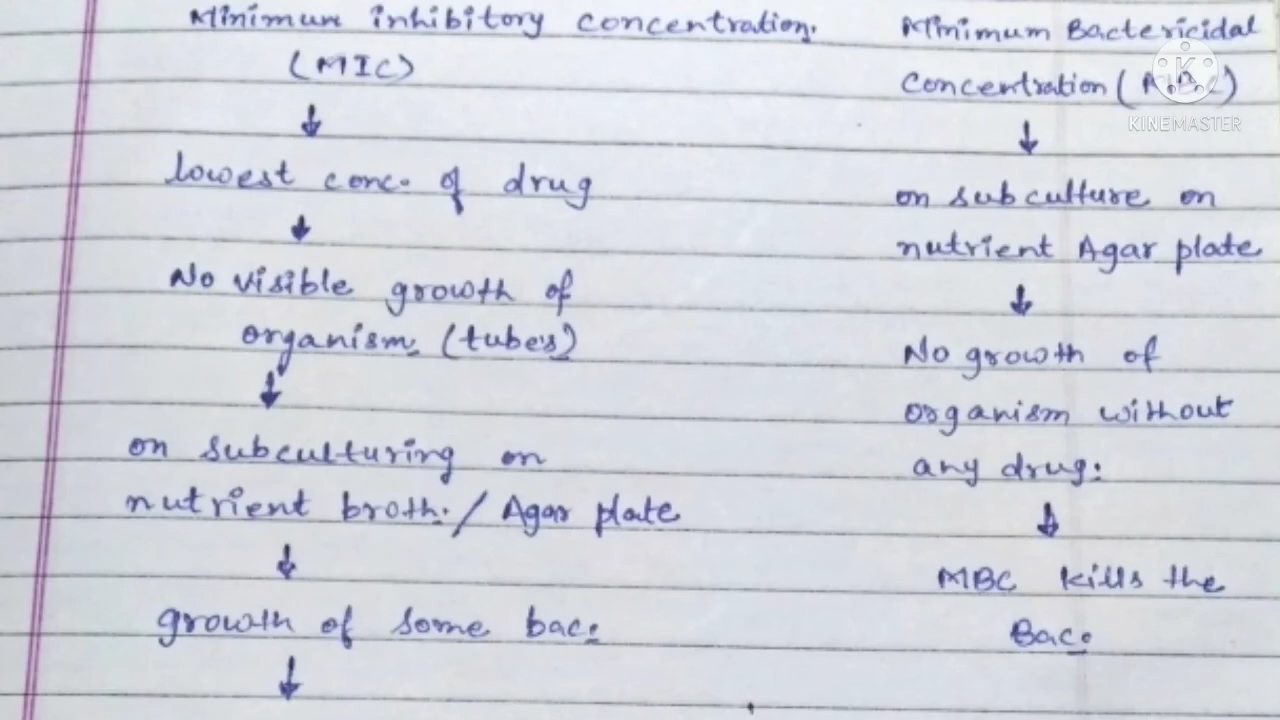 Minimum inhibitory concentration.
(MIC)
↓
lowest conc. of drug
↓
No visible growth of
organism (tubes)
↓
on subculturing on
nutrient broth. / Agar plate
↓
growth of some bac.
↓
Minimum Bactericidal
Concentration (MBC)
KINEMASTER
↓
on subculture on
nutrient Agar plate
↓
No growth of
organism without
any drug.
↓
MBC kills the
Bac.